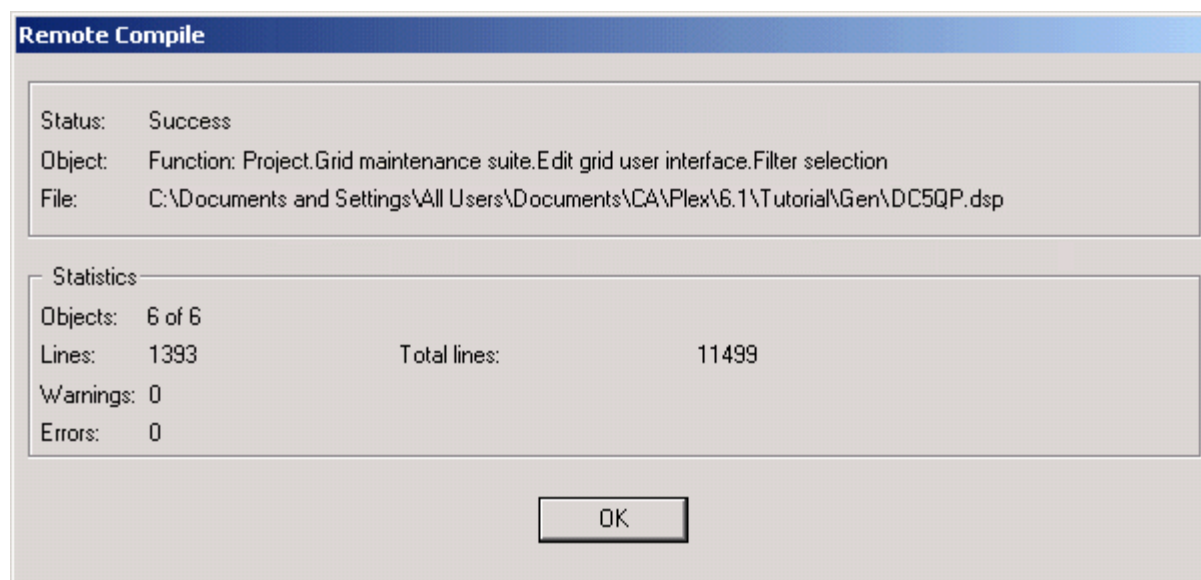 Remote Compile
Status: Success
Object: Function: Project.Grid maintenance suite.Edit grid user interface.Filter selection
File: C:\Documents and Settings\All Users\Documents\CA\Plex\6.1\Tutorial\Gen\DC5QP.dsp
Statistics
Objects: 6 of 6
Lines: 1393 Total lines: 11499
Warnings: 0
Errors: 0
OK